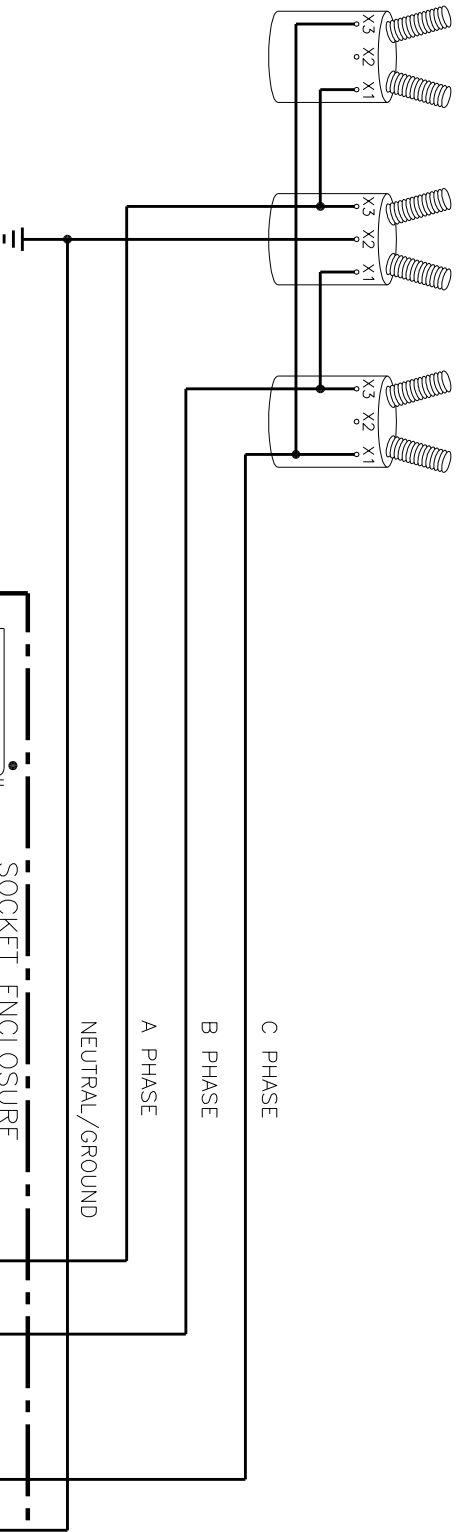 X3 X2 X1
X3 X2 X1
X3 X2 X1
C PHASE
B PHASE
A PHASE
NEUTRAL/GROUND
SOCKET ENCLOSURE